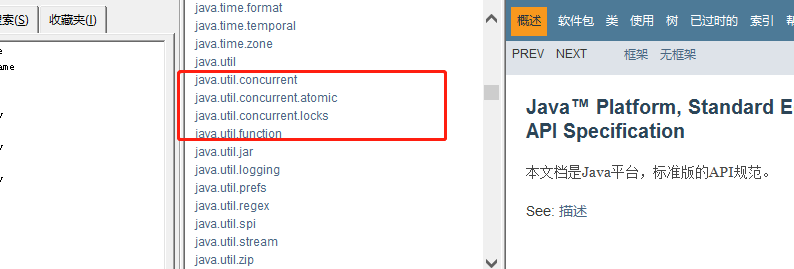 索(S)
收藏夹(I)
ame
java.time.format
java.time.temporal
java.time.zone
java.util
java.util.concurrent
java.util.concurrent.atomic
java.util.concurrent.locks
java.util.function
java.util.jar
java.util.logging
java.util.prefs
java.util.regex
java.util.spi
java.util.stream
java.util.zip
概述 软件包 类 使用 树 已过时的 索引
PREV NEXT 框架 无框架
Java™ Platform, Standard E
API Specification
本文档是Java平台，标准版的API规范。
See: 描述